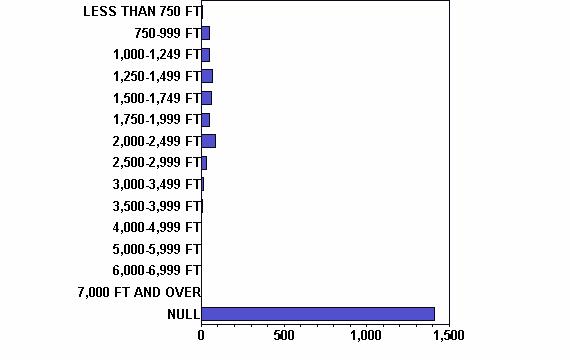 LESS THAN 750 FT
750-999 FT
1,000-1,249 FT
1,250-1,499 FT
1,500-1,749 FT
1,750-1,999 FT
2,000-2,499 FT
2,500-2,999 FT
3,000-3,499 FT
3,500-3,999 FT
4,000-4,999 FT
5,000-5,999 FT
6,000-6,999 FT
7,000 FT AND OVER
NULL
0 500 1,000 1,500